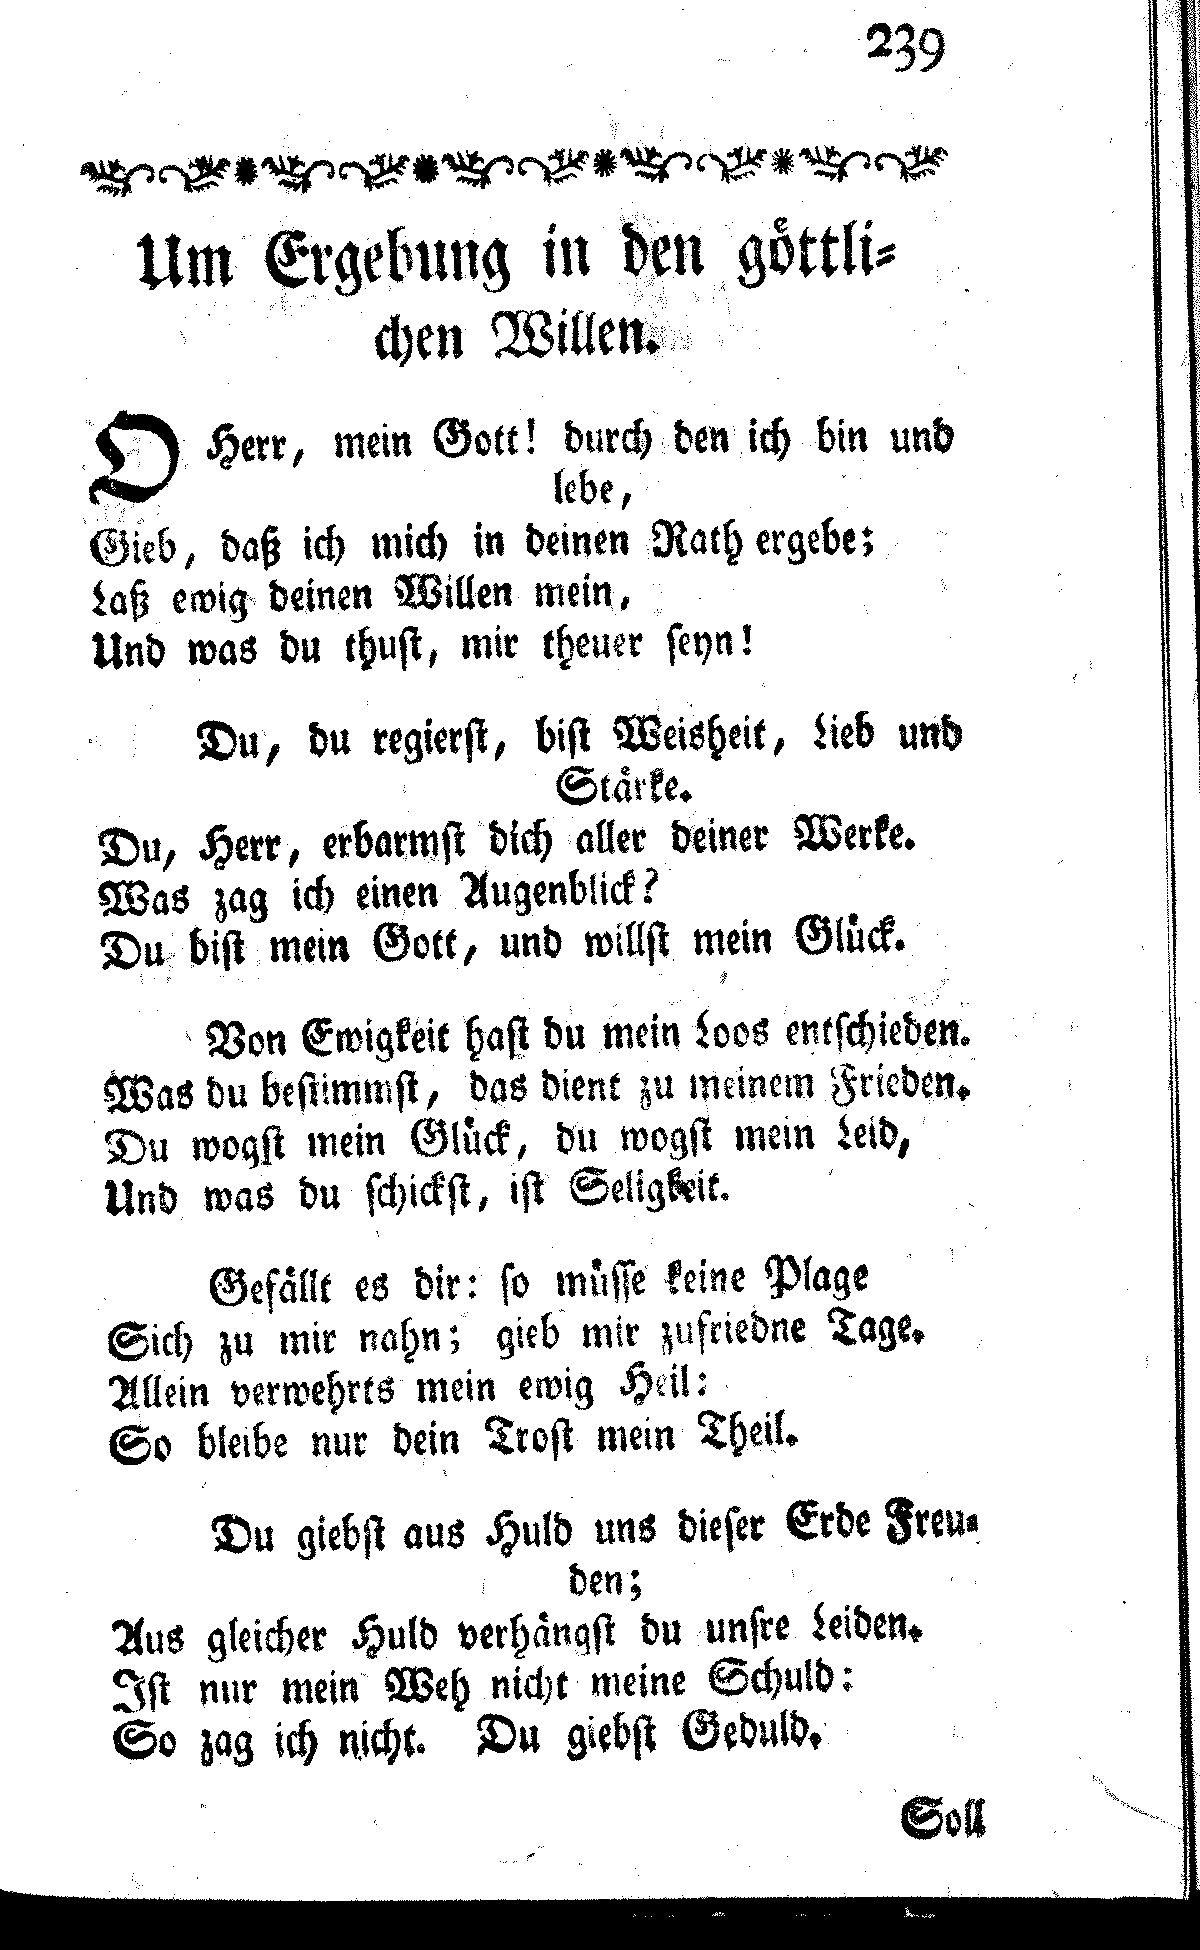 239
Um Ergebung in den göttli-
chen Willen.
O Herr, mein Gott! durch den ich bin und
lebe,
Gieb, daß ich mich in deinen Rath ergebe;
Laß ewig deinen Willen mein,
Und was du thust, mir theuer seyn!
Du, du regierst, bist Weisheit, Lieb und
Stärke.
Du, Herr, erbarmst dich aller deiner Werke.
Was zag ich einen Augenblick?
Du bist mein Gott, und willst mein Glück.
Von Ewigkeit hast du mein Loos entschieden.
Was du bestimmst, das dient zu meinem Frieden.
Du wogst mein Glück, du wogst mein Leid,
Und was du schickst, ist Seligkeit.
Gefällt es dir: so müsse keine Plage
Sich zu mir nahn; gieb mir zufriedne Tage.
Allein verwehrts mein ewig Heil:
So bleibe nur dein Trost mein Theil.
Du giebst aus Huld uns dieser Erde Freu-
den;
Aus gleicher Huld verhängst du unsre Leiden.
Ist nur mein Weh nicht meine Schuld:
So zag ich nicht. Du giebst Geduld.
Soll